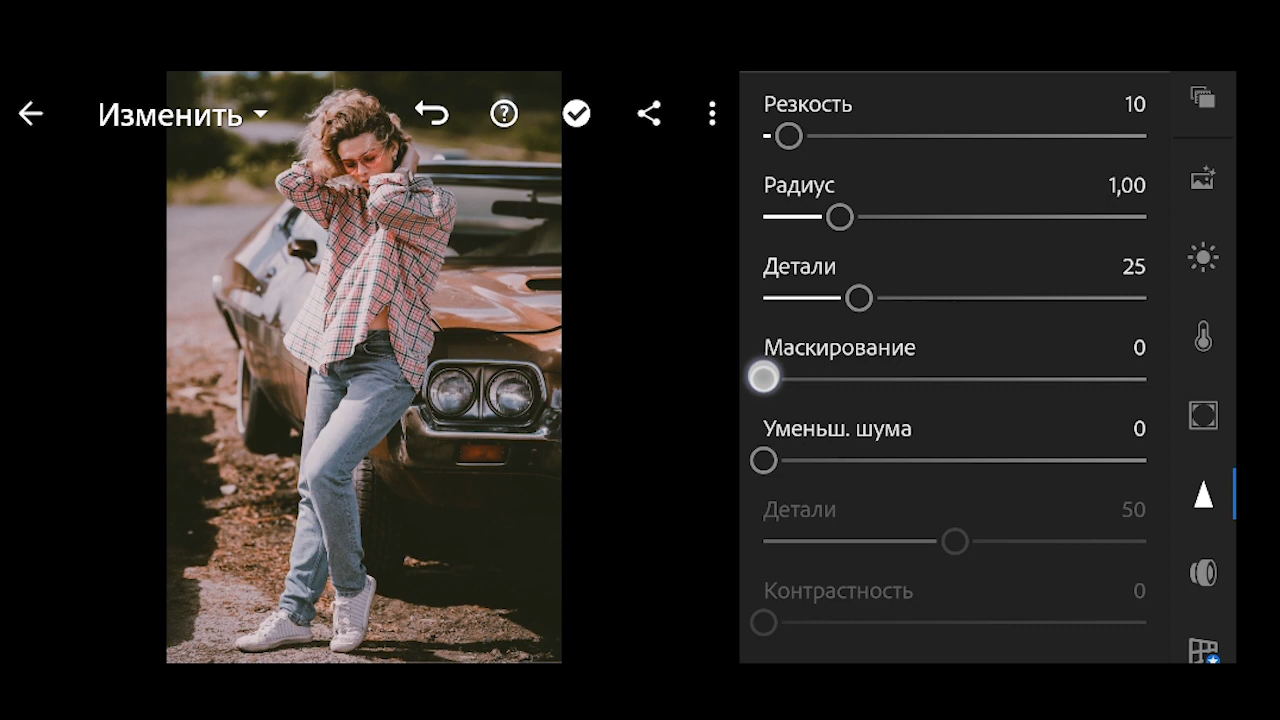 Изменить
Резкость 10
Радиус 1,00
Детали 25
Маскирование 0
Уменьш. шума 0
Детали 50
Контрастность 0